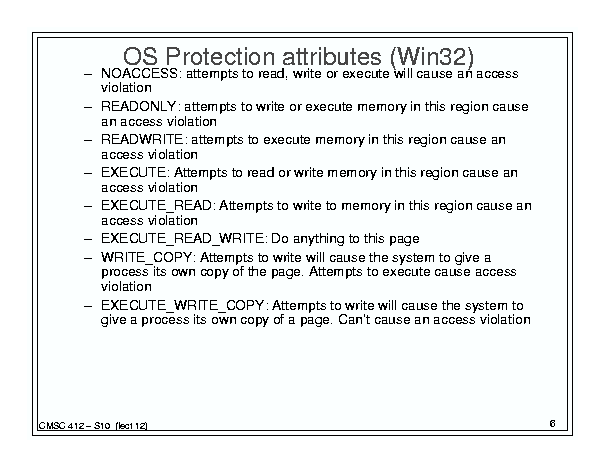 OS Protection attributes (Win32)
– NOACCESS: attempts to read, write or execute will cause an access
violation
– READONLY: attempts to write or execute memory in this region cause
an access violation
– READWRITE: attempts to execute memory in this region cause an
access violation
– EXECUTE: Attempts to read or write memory in this region cause an
access violation
– EXECUTE_READ: Attempts to write to memory in this region cause an
access violation
– EXECUTE_READ_WRITE: Do anything to this page
– WRITE_COPY: Attempts to write will cause the system to give a
process its own copy of the page. Attempts to execute cause access
violation
– EXECUTE_WRITE_COPY: Attempts to write will cause the system to
give a process its own copy of a page. Can't cause an access violation
CMSC 412 – S10 (lect 12)
6